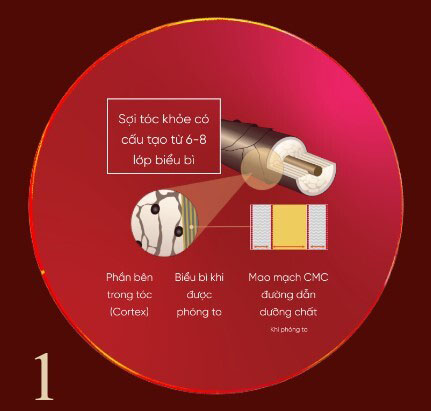 Sợi tóc khỏe có
cấu tạo từ 6-8
lớp biểu bì
Phần bên
trong tóc
(Cortex)
Biểu bì khi
được
phóng to
Mao mạch CMC
đường dẫn
dưỡng chất
Khi phóng to
1